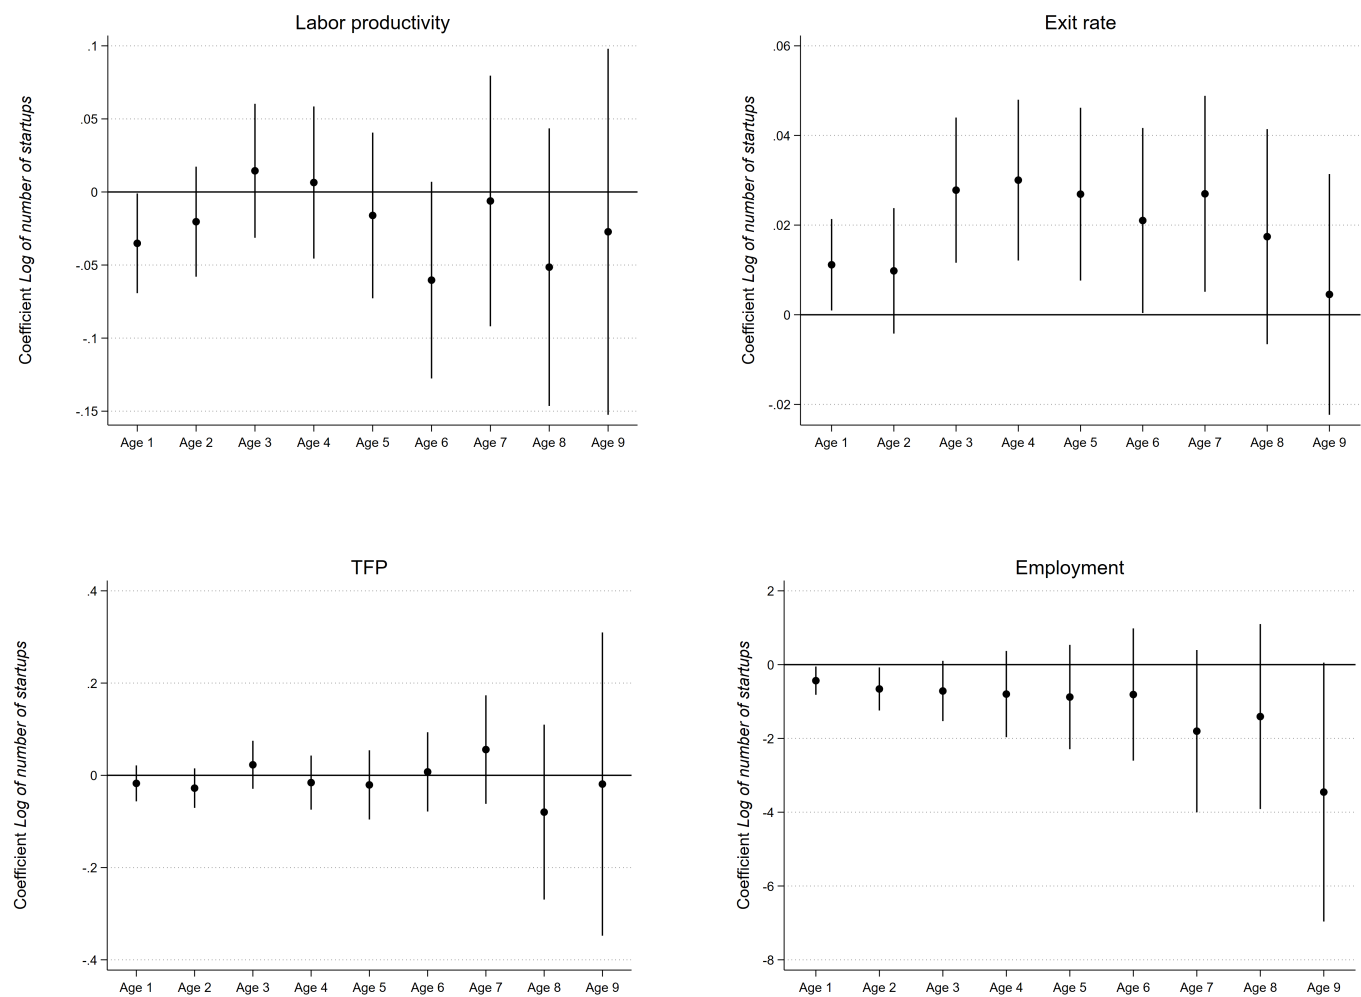 Labor productivity
Coefficient Log of number of startups
.1
.05
0
-.05
-.1
-.15
Age 1 Age 2 Age 3 Age 4 Age 5 Age 6 Age 7 Age 8 Age 9
Exit rate
Coefficient Log of number of startups
.06
.04
.02
0
-.02
Age 1 Age 2 Age 3 Age 4 Age 5 Age 6 Age 7 Age 8 Age 9
TFP
Coefficient Log of number of startups
.4
.2
0
-.2
-.4
Age 1 Age 2 Age 3 Age 4 Age 5 Age 6 Age 7 Age 8 Age 9
Employment
Coefficient Log of number of startups
2
0
-2
-4
-6
-8
Age 1 Age 2 Age 3 Age 4 Age 5 Age 6 Age 7 Age 8 Age 9